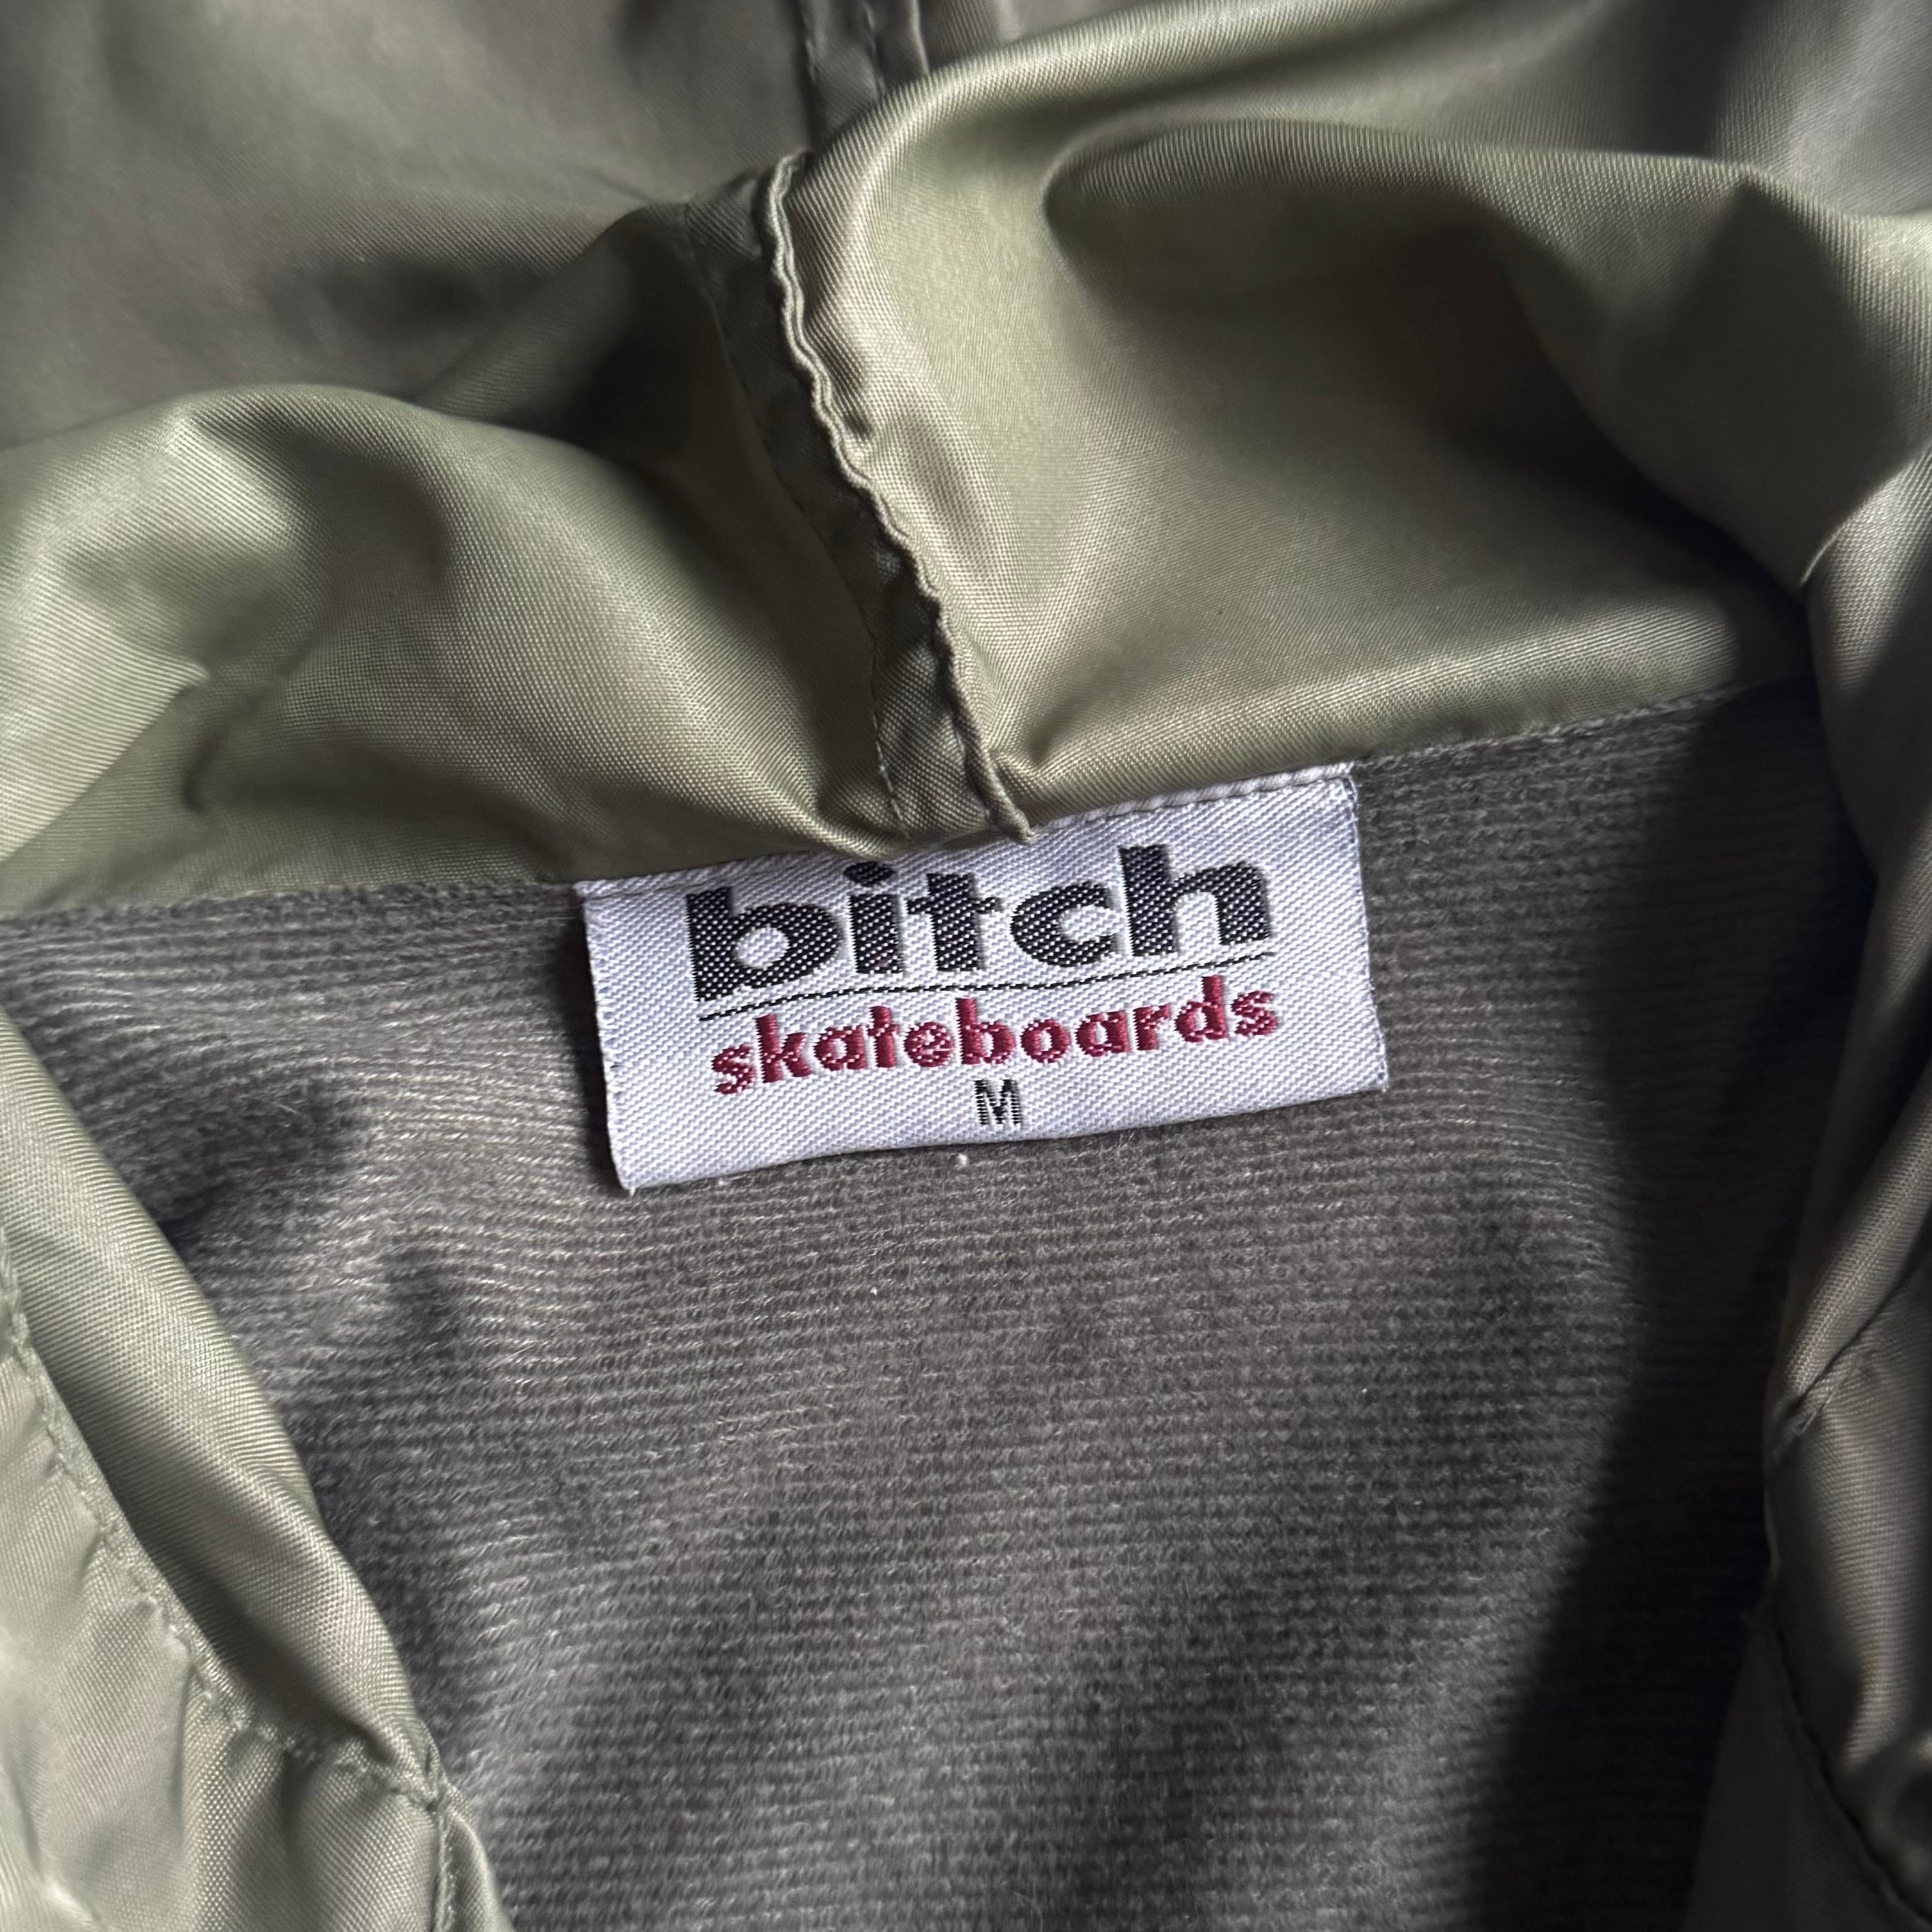 bitch
skateboards
M